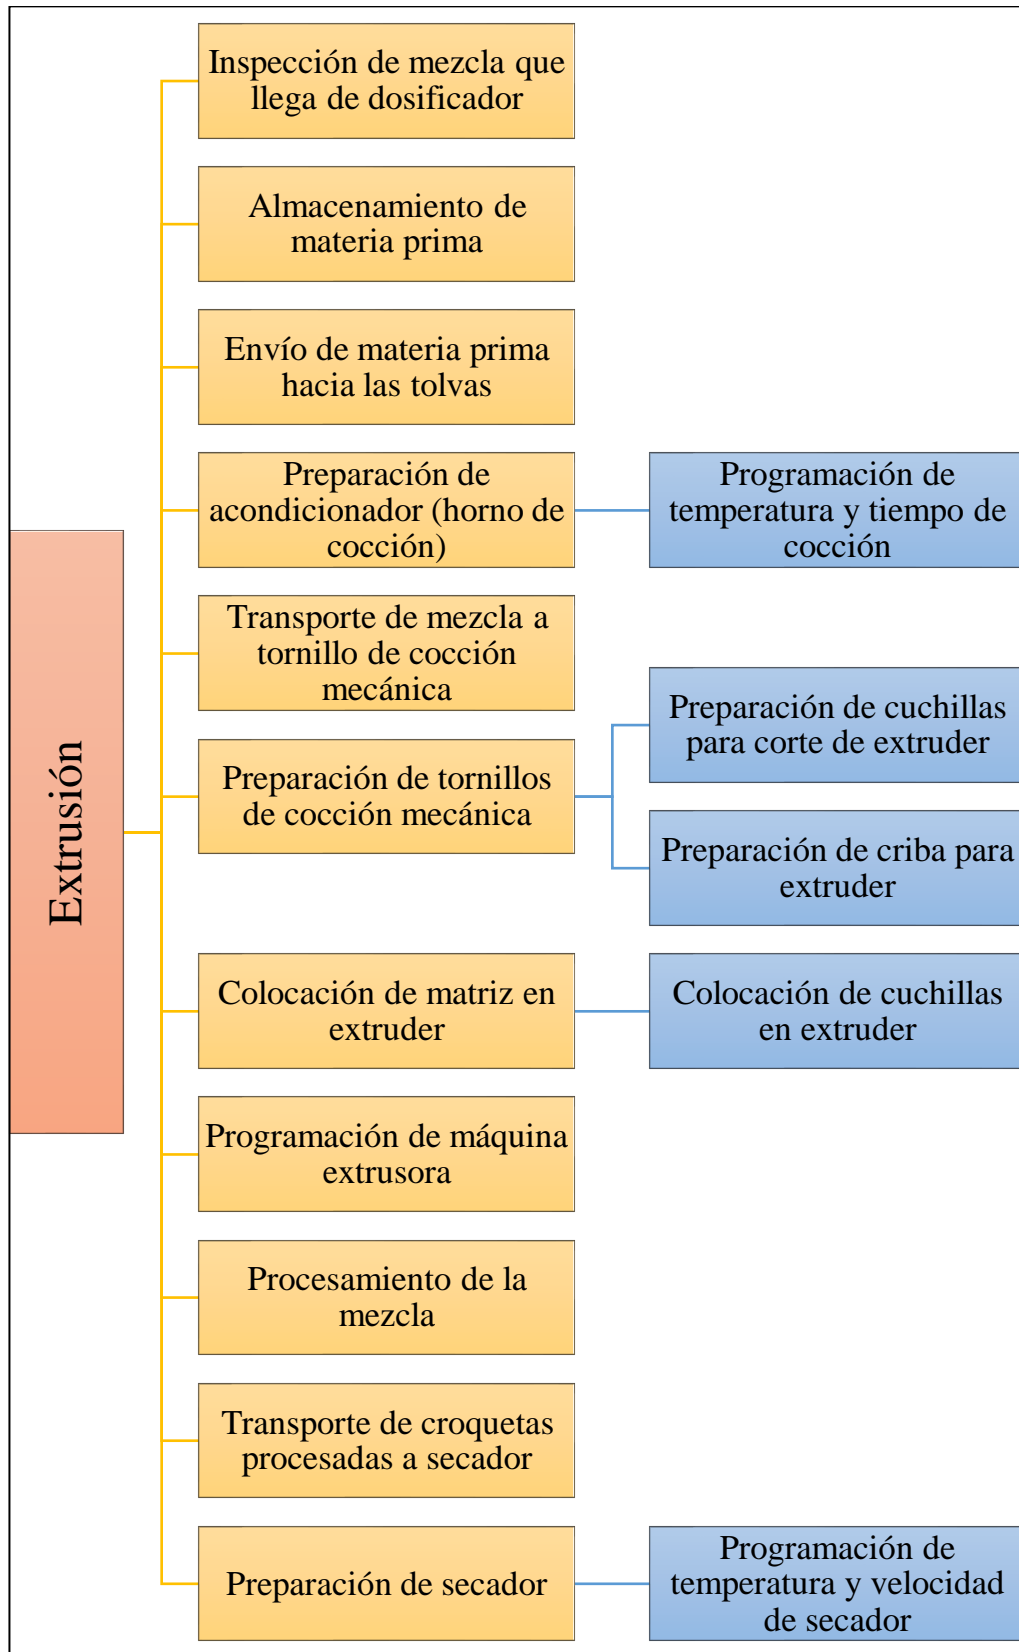 Extrusión
Inspección de mezcla que
llega de dosificador
Almacenamiento de
materia prima
Envío de materia prima
hacia las tolvas
Preparación de
acondicionador (horno de
cocción)
Programación de
temperatura y tiempo de
cocción
Transporte de mezcla a
tornillo de cocción
mecánica
Preparación de tornillos
de cocción mecánica
Preparación de cuchillas
para corte de extruder
Preparación de criba para
extruder
Colocación de matriz en
extruder
Colocación de cuchillas
en extruder
Programación de máquina
extrusora
Procesamiento de la
mezcla
Transporte de croquetas
procesadas a secador
Preparación de secador
Programación de
temperatura y velocidad
de secador